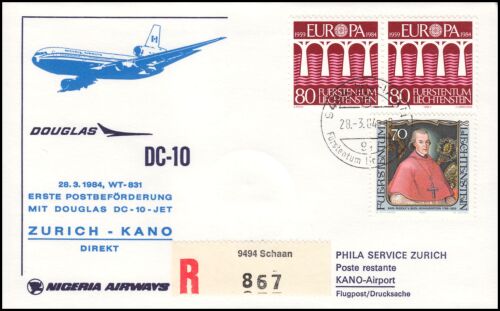 EUROPA
1959 1984
80 FÜRSTENTUM
LIECHTENSTEIN
EUROPA
1959 1984
80 FÜRSTENTUM
LIECHTENSTEIN
28.-3.84
Fürstentum
70
FUERSTENTUM
LIECHTENSTEIN
DOUGLAS
DC-10
28.3.1984, WT-831
ERSTE POSTBEFÖRDERUNG
MIT DOUGLAS DC-10-JET
ZURICH - KANO
DIREKT
NIGERIA AIRWAYS
R
9494 Schaan
867
PHILA SERVICE ZURICH
Poste restante
KANO-Airport
Flugpost/Drucksache